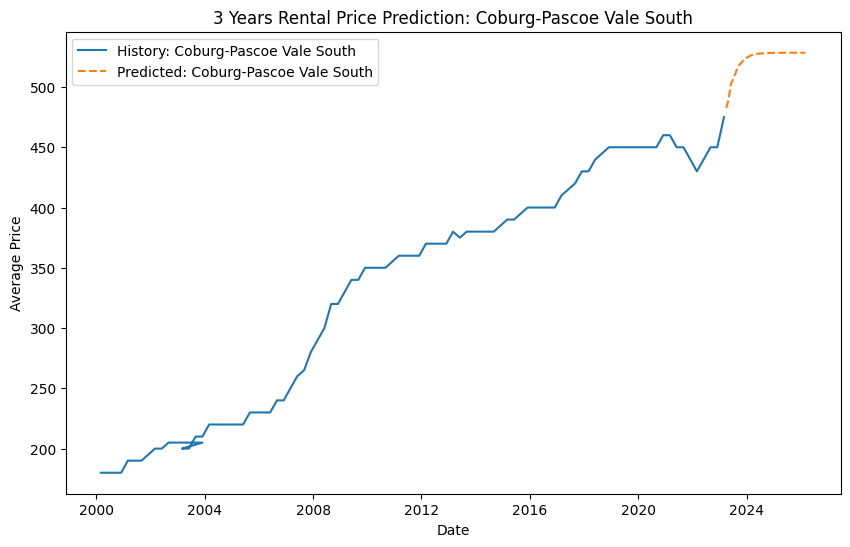 3 Years Rental Price Prediction: Coburg-Pascoe Vale South
History: Coburg-Pascoe Vale South
Predicted: Coburg-Pascoe Vale South
Average Price
500
450
400
350
300
250
200
2000 2004 2008 2012 2016 2020 2024
Date